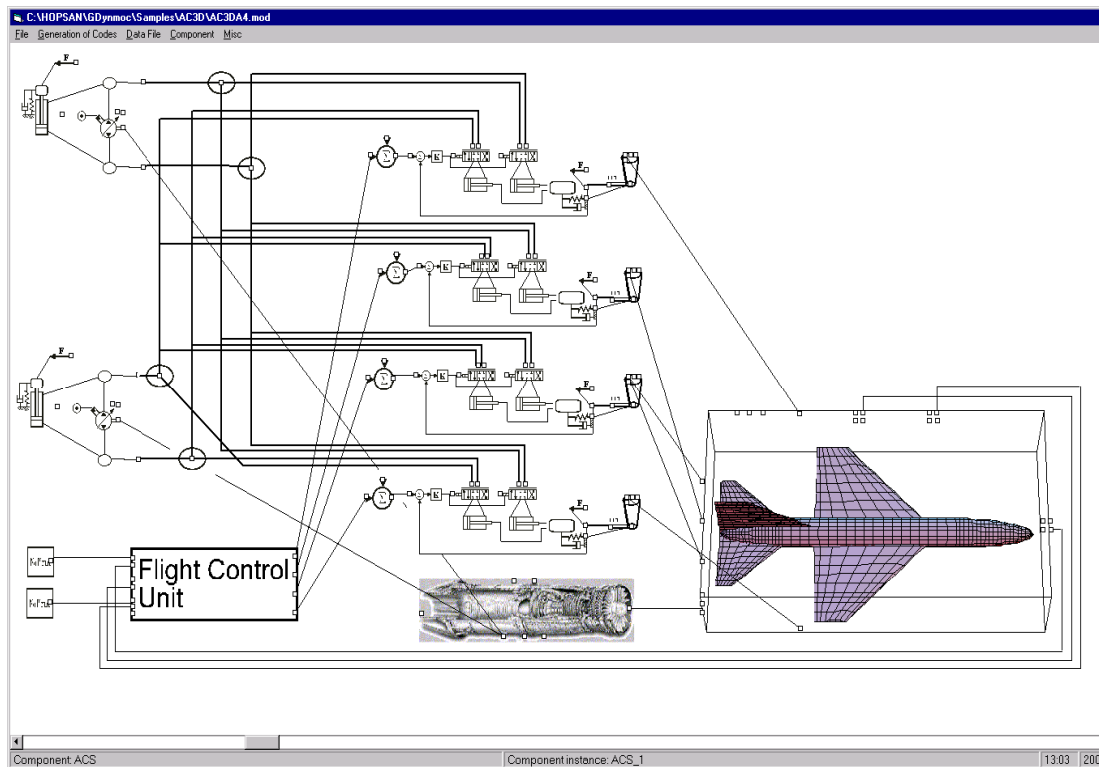 C:\HOPSAN\GDynmoc\Samples\AC3D\AC3DA4.mod
File Generation of Codes Data File Component Misc
F
Σ
Σ
K
F
Σ
Σ
K
F
F
Σ
Σ
K
F
Σ
Σ
K
F
Flight Control
Unit
Component: ACS
Component instance: ACS_1
13:03
200